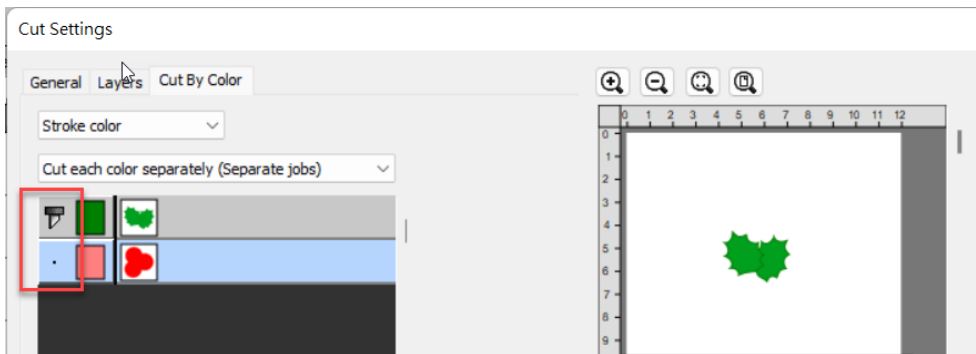 Cut Settings
General Layers Cut By Color
Stroke color
Cut each color separately (Separate jobs)
0 1 2 3 4 5 6 7 8 9 10 11 12
0
1
2
3
4
5
6
7
8
9